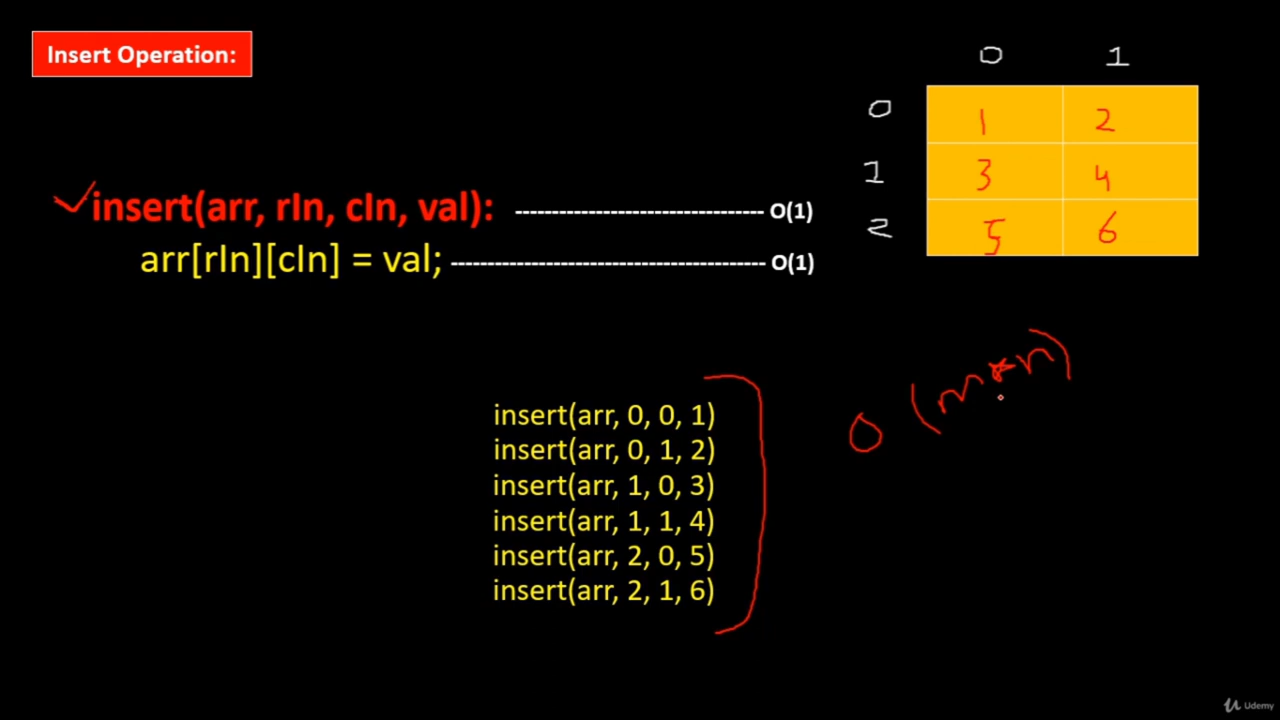 Insert Operation:
0 1
0 1 2
1 3 4
2 5 6
insert(arr, rIn, cIn, val): ---------------------------------- O(1)
arr[rIn][cIn] = val; ------------------------------------------- O(1)
O (m*n)
insert(arr, 0, 0, 1)
insert(arr, 0, 1, 2)
insert(arr, 1, 0, 3)
insert(arr, 1, 1, 4)
insert(arr, 2, 0, 5)
insert(arr, 2, 1, 6)
Udemy